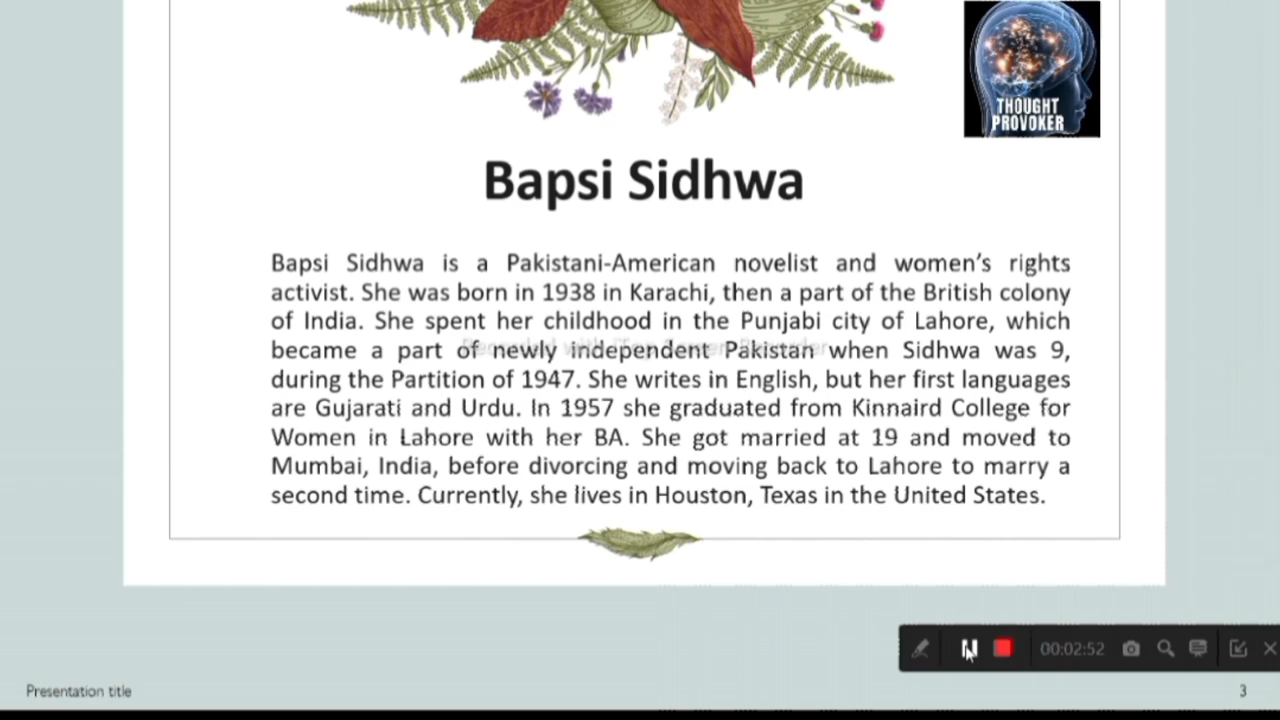 THOUGHT
PROVOKER
Bapsi Sidhwa
Bapsi Sidhwa is a Pakistani-American novelist and women's rights
activist. She was born in 1938 in Karachi, then a part of the British colony
of India. She spent her childhood in the Punjabi city of Lahore, which
became a part of newly independent Pakistan when Sidhwa was 9,
during the Partition of 1947. She writes in English, but her first languages
are Gujarati and Urdu. In 1957 she graduated from Kinnaird College for
Women in Lahore with her BA. She got married at 19 and moved to
Mumbai, India, before divorcing and moving back to Lahore to marry a
second time. Currently, she lives in Houston, Texas in the United States.
00:02:52
Presentation title
3